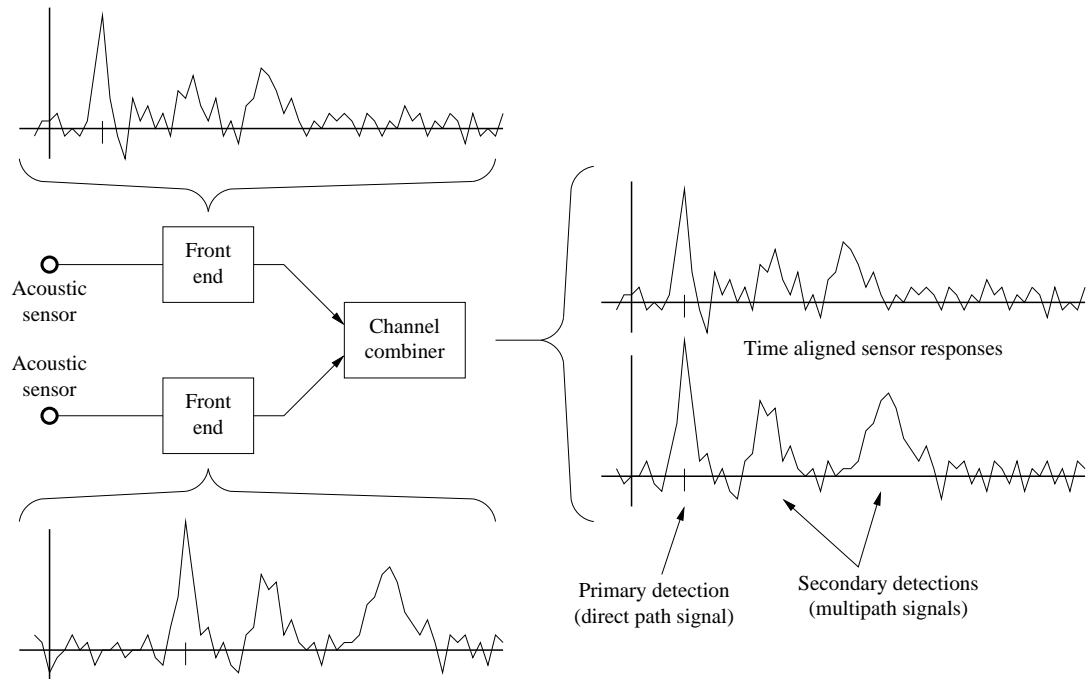 Front
end
Acoustic
sensor
Channel
combiner
Acoustic
sensor
Front
end
Time aligned sensor responses
Primary detection
(direct path signal)
Secondary detections
(multipath signals)